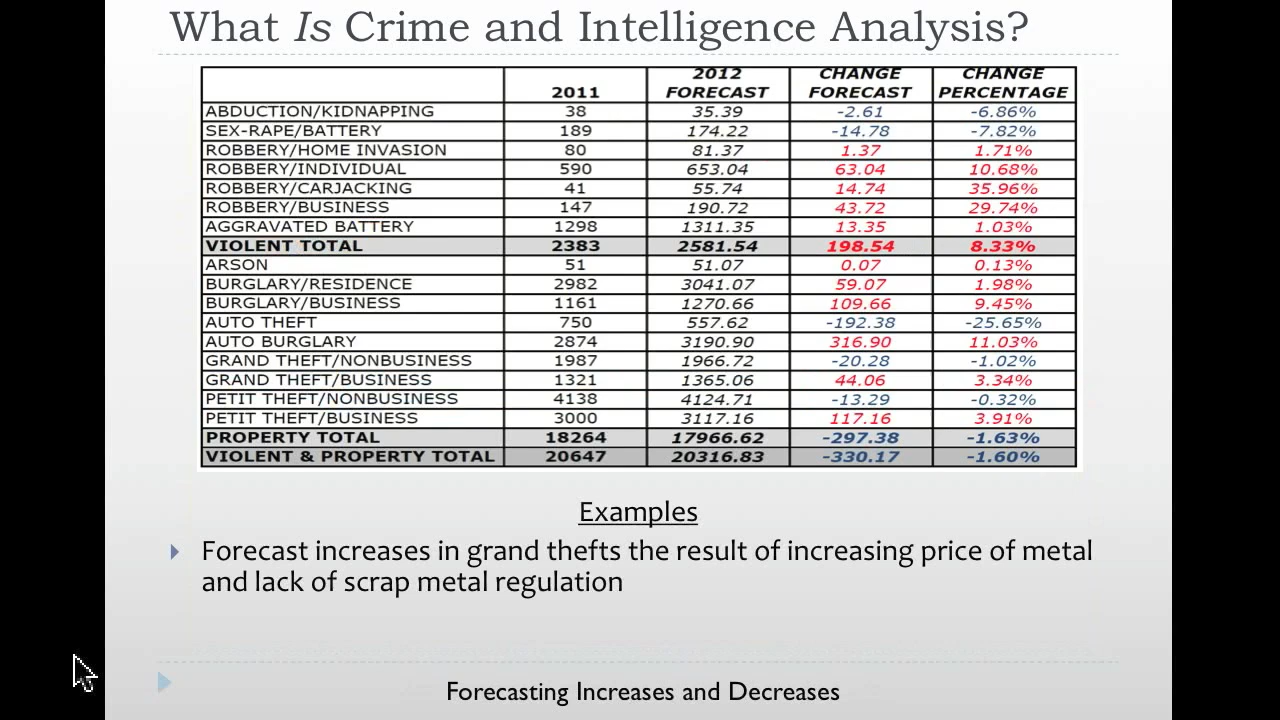 What Is Crime and Intelligence Analysis?
2011 2012 FORECAST CHANGE FORECAST CHANGE PERCENTAGE
ABDUCTION/KIDNAPPING 38 35.39 -2.61 -6.86%
SEX-RAPE/BATTERY 189 174.22 -14.78 -7.82%
ROBBERY/HOME INVASION 80 81.37 1.37 1.71%
ROBBERY/INDIVIDUAL 590 653.04 63.04 10.68%
ROBBERY/CARJACKING 41 55.74 14.74 35.96%
ROBBERY/BUSINESS 147 190.72 43.72 29.74%
AGGRAVATED BATTERY 1298 1311.35 13.35 1.03%
VIOLENT TOTAL 2383 2581.54 198.54 8.33%
ARSON 51 51.07 0.07 0.13%
BURGLARY/RESIDENCE 2982 3041.07 59.07 1.98%
BURGLARY/BUSINESS 1161 1270.66 109.66 9.45%
AUTO THEFT 750 557.62 -192.38 -25.65%
AUTO BURGLARY 2874 3190.90 316.90 11.03%
GRAND THEFT/NONBUSINESS 1987 1966.72 -20.28 -1.02%
GRAND THEFT/BUSINESS 1321 1365.06 44.06 3.34%
PETIT THEFT/NONBUSINESS 4138 4124.71 -13.29 -0.32%
PETIT THEFT/BUSINESS 3000 3117.16 117.16 3.91%
PROPERTY TOTAL 18264 17966.62 -297.38 -1.63%
VIOLENT & PROPERTY TOTAL 20647 20316.83 -330.17 -1.60%
Examples
Forecast increases in grand thefts the result of increasing price of metal
and lack of scrap metal regulation
Forecasting Increases and Decreases